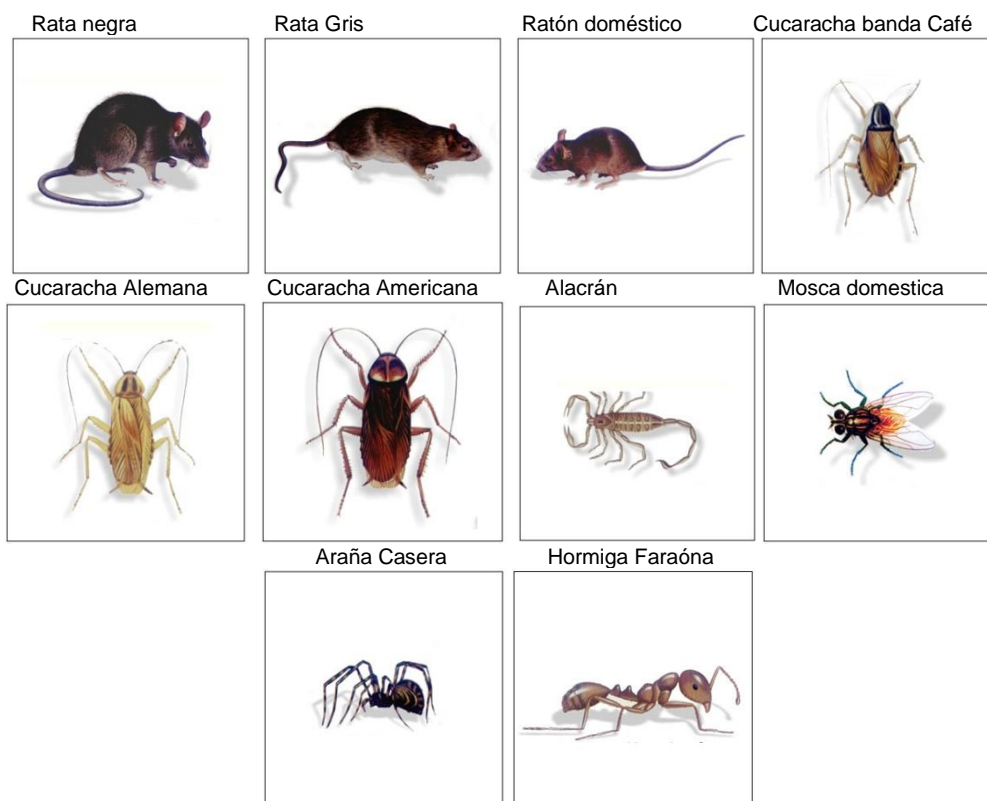 Rata negra
Rata Gris
Ratón doméstico
Cucaracha banda Café
Cucaracha Alemana
Cucaracha Americana
Alacrán
Mosca domestica
Araña Casera
Hormiga Faraóna